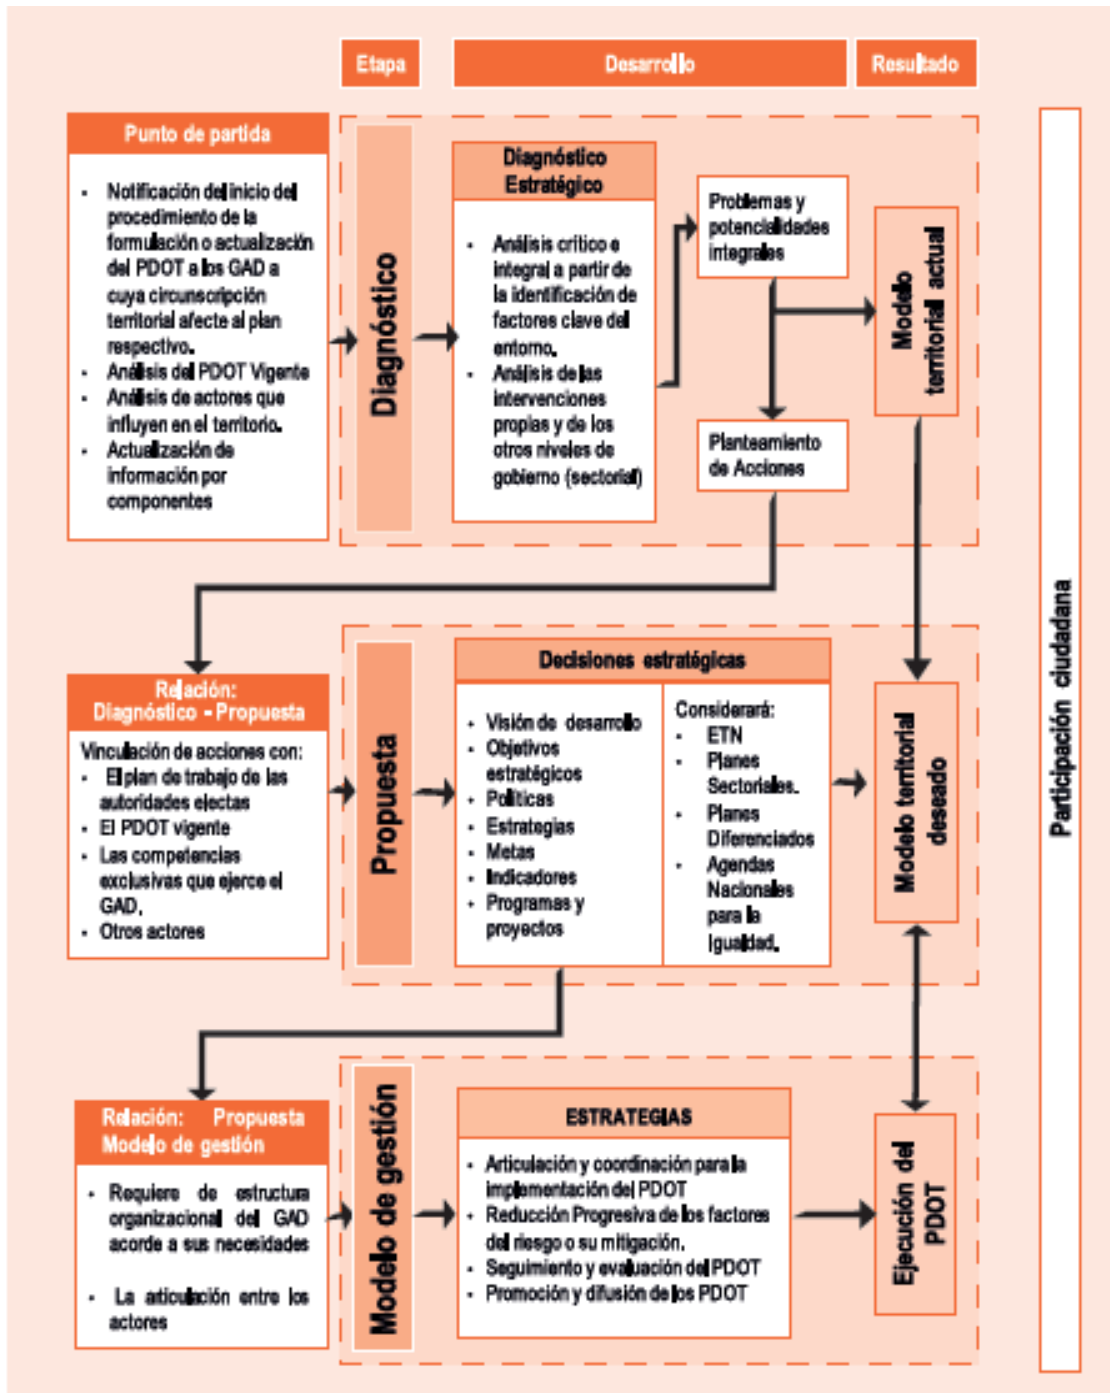 Etapa
Desarrollo
Resultado
Punto de partida
- Notificación del inicio del
procedimiento de la
formulación o actualización
del PDOT a los GAD a
cuya circunscripción
territorial afecte al plan
respectivo.
- Análisis del PDOT Vigente
- Análisis de actores que
influyen en el territorio.
- Actualización de
información por
componentes
Diagnóstico
Diagnóstico
Estratégico
- Análisis crítico e
integral a partir de
la identificación de
factores clave del
entorno.
- Análisis de las
intervenciones
propias y de los
otros niveles de
gobierno (sectorial)
Problemas y
potencialidades
integrales
Planteamiento
de Acciones
Modelo
territorial actual
Relación:
Diagnóstico - Propuesta
Vinculación de acciones con:
- El plan de trabajo de las
autoridades electas
- El PDOT vigente
- Las competencias
exclusivas que ejerce el
GAD.
- Otros actores
Propuesta
Decisiones estratégicas
- Visión de desarrollo
- Objetivos
estratégicos
- Políticas
- Estrategias
- Metas
- Indicadores
- Programas y
proyectos
Considerará:
- ETN
- Planes
Sectoriales.
- Planes
Diferenciados
- Agendas
Nacionales
para la
Igualdad.
Modelo territorial
deseado
Relación: Propuesta
Modelo de gestión
- Requiere de estructura
organizacional del GAD
acorde a sus necesidades
- La articulación entre los
actores
Modelo de gestión
ESTRATEGIAS
- Articulación y coordinación para la
implementación del PDOT
- Reducción Progresiva de los factores
del riesgo o su mitigación.
- Seguimiento y evaluación del PDOT
- Promoción y difusión de los PDOT
Ejecución del
PDOT
Participación ciudadana